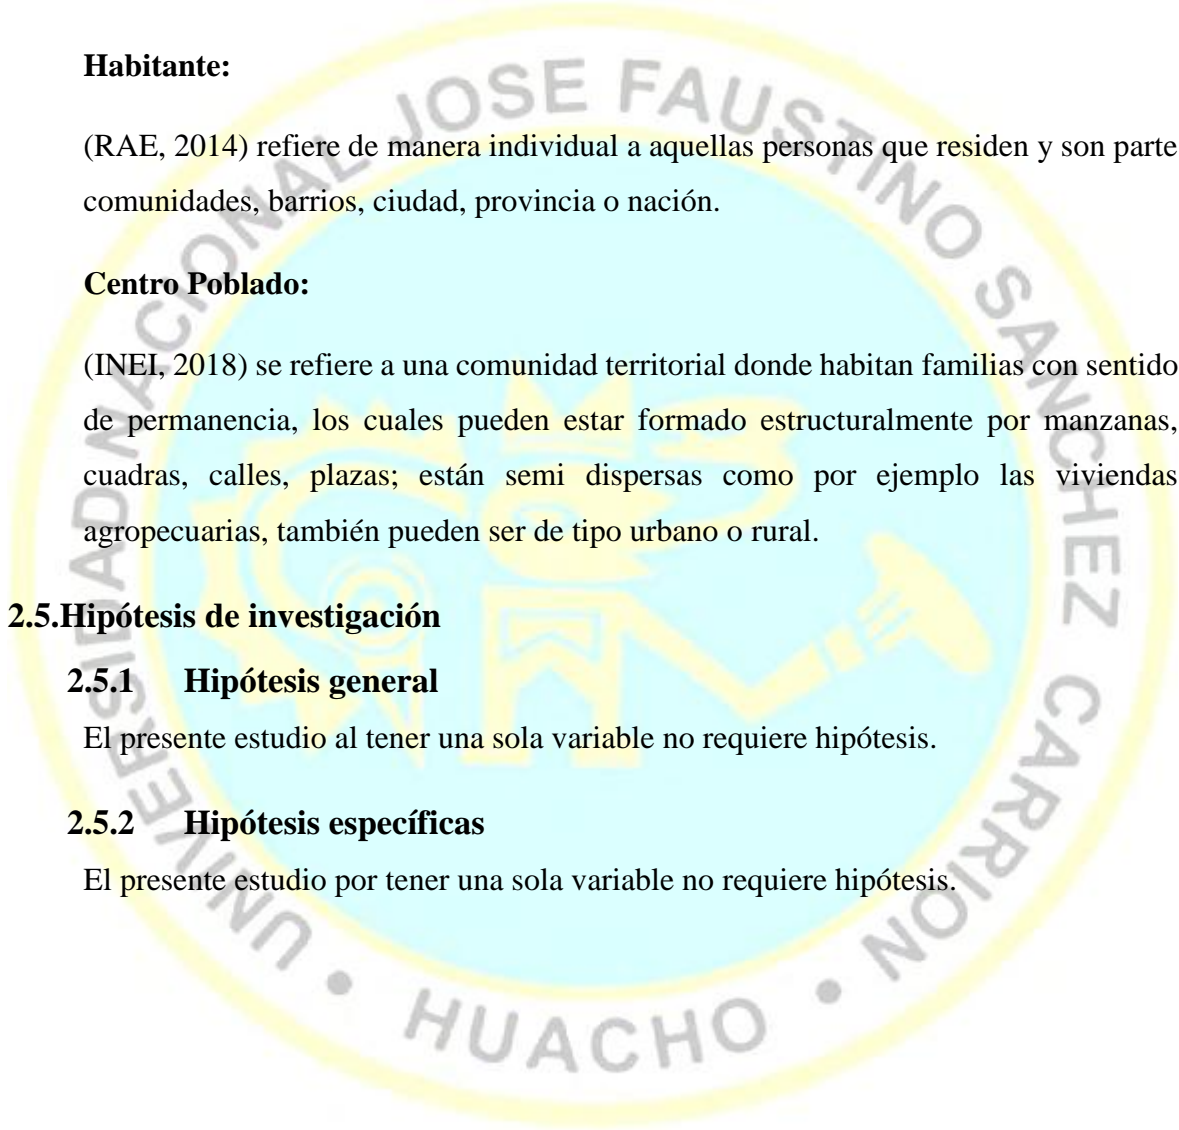 Habitante:
(RAE, 2014) refiere de manera individual a aquellas personas que residen y son parte
comunidades, barrios, ciudad, provincia o nación.
Centro Poblado:
(INEI, 2018) se refiere a una comunidad territorial donde habitan familias con sentido
de permanencia, los cuales pueden estar formado estructuralmente por manzanas,
cuadras, calles, plazas; están semi dispersas como por ejemplo las viviendas
agropecuarias, también pueden ser de tipo urbano o rural.
2.5.Hipótesis de investigación
2.5.1 Hipótesis general
El presente estudio al tener una sola variable no requiere hipótesis.
2.5.2 Hipótesis específicas
El presente estudio por tener una sola variable no requiere hipótesis.
UNIVERSIDAD NACIONAL JOSE FAUSTINO SANCHEZ CARRION
• HUACHO •